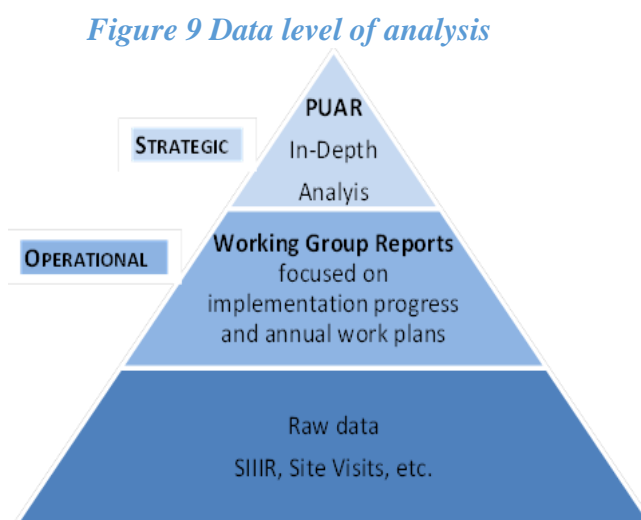 Figure 9 Data level of analysis
PUAR
STRATEGIC
In-Depth
Analyis
Working Group Reports
OPERATIONAL
focused on
implementation progress
and annual work plans
Raw data
SIIIR, Site Visits, etc.